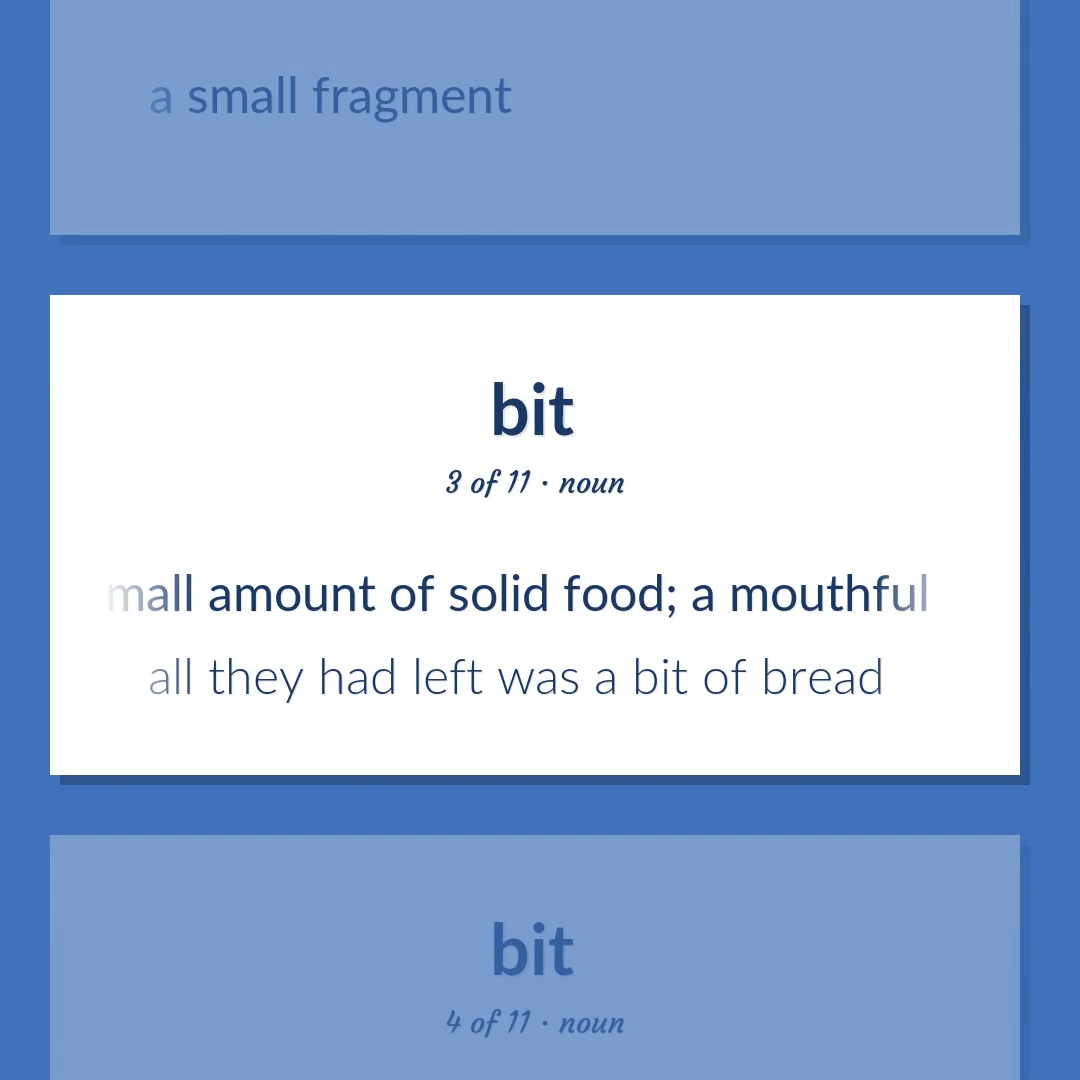 a small fragment
bit
3 of 11 · noun
mall amount of solid food; a mouthful
all they had left was a bit of bread
bit
4 of 11 · noun